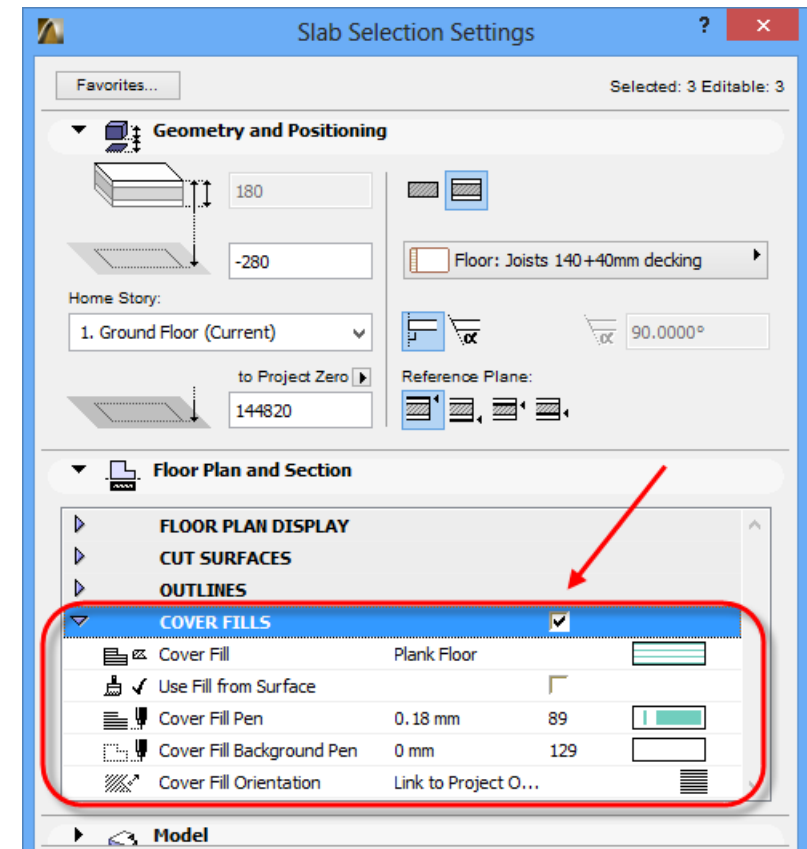 Slab Selection Settings ?
Favorites... Selected: 3 Editable: 3
Geometry and Positioning
180
-280 Floor: Joists 140+40mm decking
Home Story:
1. Ground Floor (Current) α α 90.0000°
to Project Zero Reference Plane:
144820
Floor Plan and Section
FLOOR PLAN DISPLAY
CUT SURFACES
OUTLINES
COVER FILLS
Cover Fill Plank Floor
Use Fill from Surface
Cover Fill Pen 0.18 mm 89
Cover Fill Background Pen 0 mm 129
Cover Fill Orientation Link to Project O...
Model